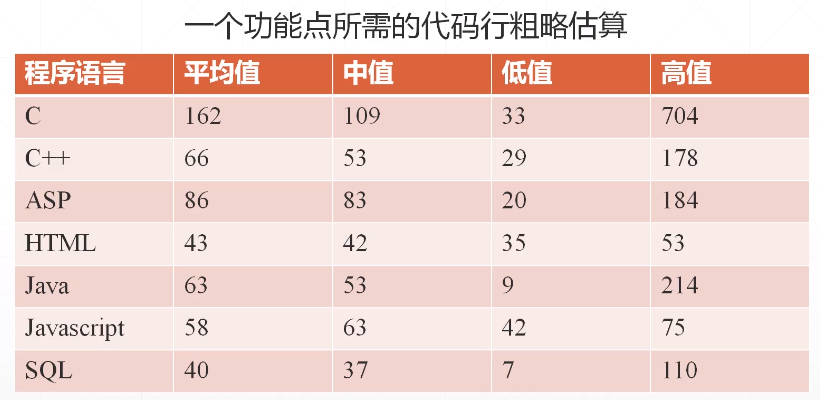 一个功能点所需的代码行粗略估算
程序语言 平均值 中值 低值 高值
C 162 109 33 704
C++ 66 53 29 178
ASP 86 83 20 184
HTML 43 42 35 53
Java 63 53 9 214
Javascript 58 63 42 75
SQL 40 37 7 110